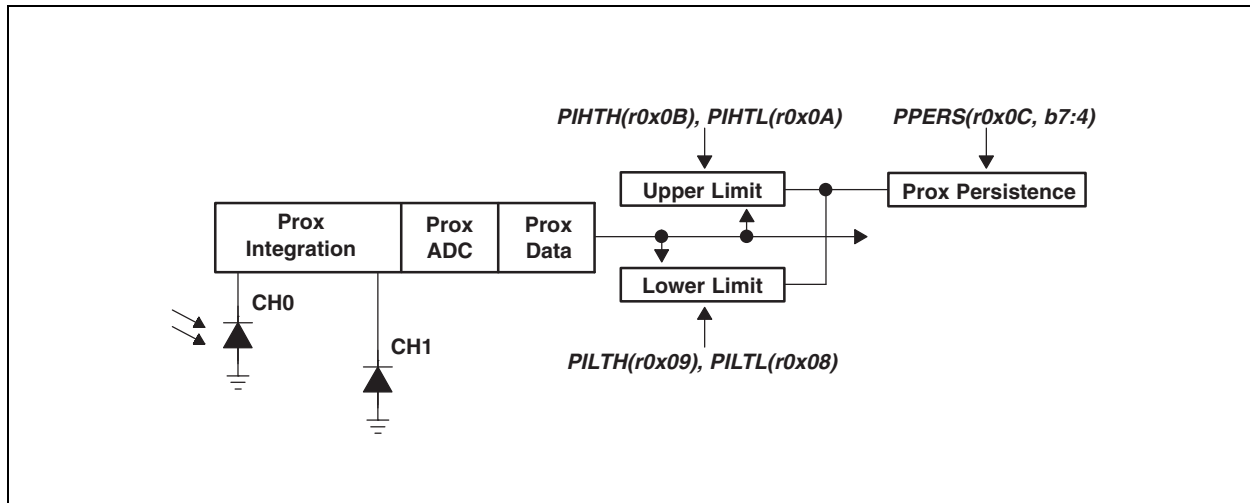 PIHTH(r0x0B), PIHTL(r0x0A)
PPERS(r0x0C, b7:4)
Upper Limit
Prox Persistence
Prox
Integration
Prox
ADC
Prox
Data
Lower Limit
CH0
CH1
PILTH(r0x09), PILTL(r0x08)